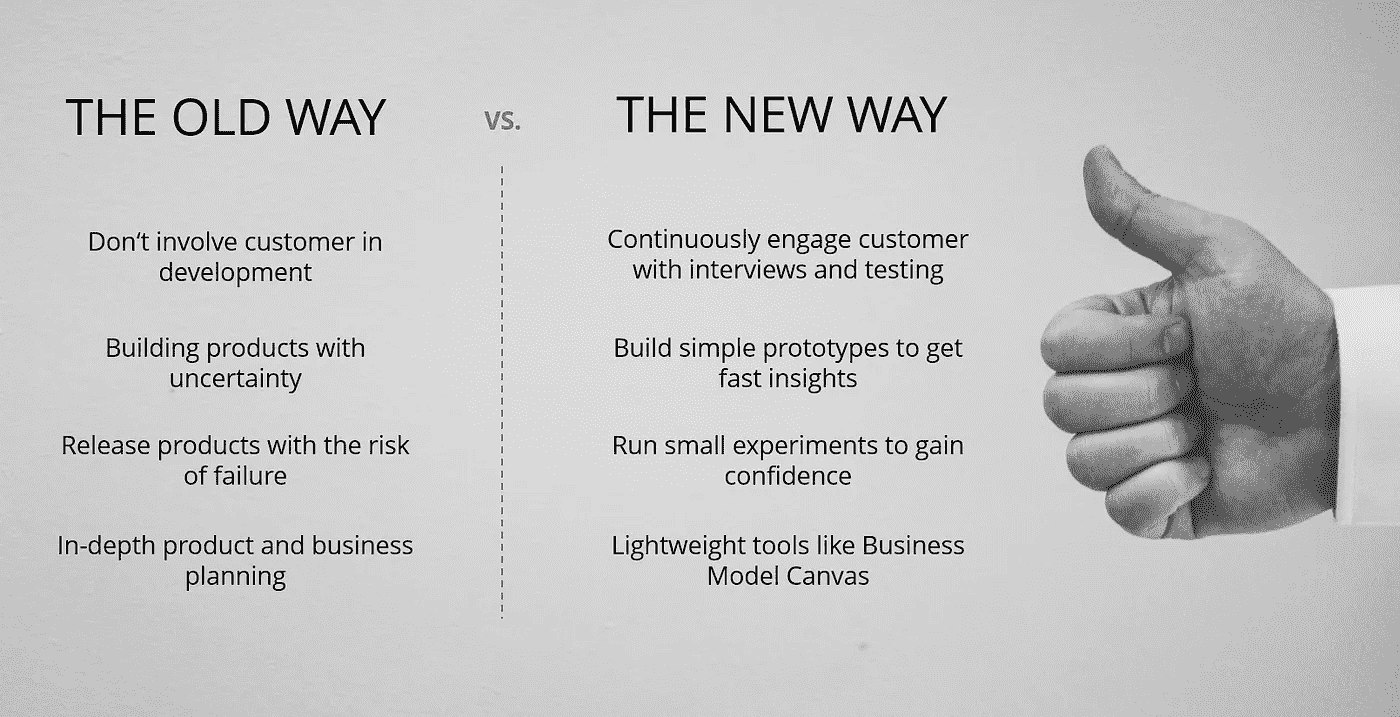 THE OLD WAY
vs.
THE NEW WAY
Don‘t involve customer in
development
Continuously engage customer
with interviews and testing
Building products with
uncertainty
Build simple prototypes to get
fast insights
Release products with the risk
of failure
Run small experiments to gain
confidence
In-depth product and business
planning
Lightweight tools like Business
Model Canvas